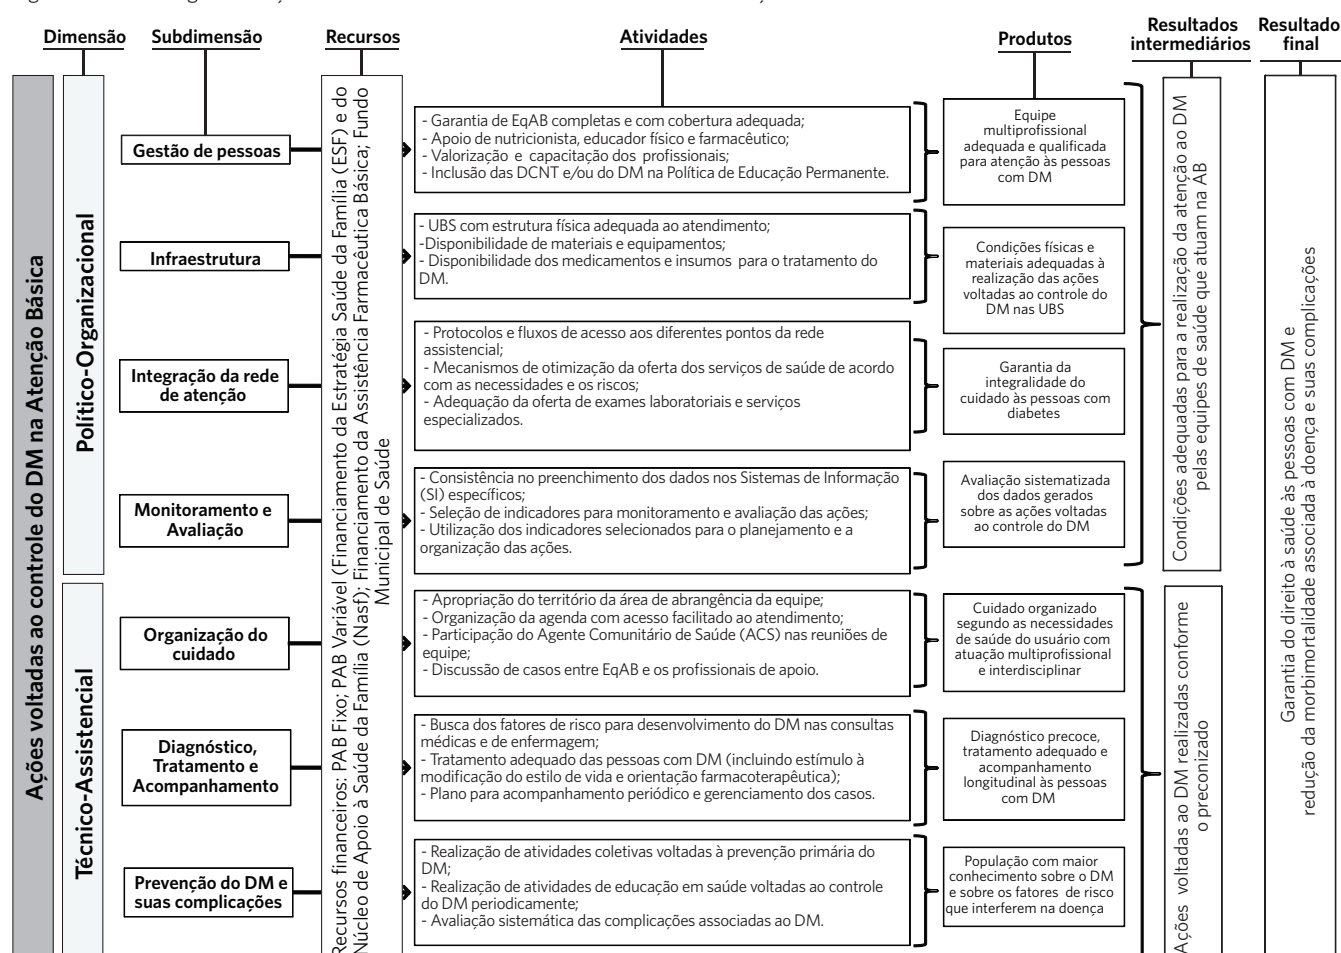 Dimensão
Subdimensão
Recursos
Atividades
Produtos
Resultados
intermediários
Resultado
final
Ações voltadas ao controle do DM na Atenção Básica
Político-Organizacional
Técnico-Assistencial
Recursos financeiros: PAB Fixo; PAB Variável (Financiamento da Estratégia Saúde da Família (ESF) e do
Núcleo de Apoio à Saúde da Família (Nasf); Financiamento da Assistência Farmacêutica Básica; Fundo
Municipal de Saúde
Gestão de pessoas
- Garantia de EqAB completas e com cobertura adequada;
- Apoio de nutricionista, educador físico e farmacêutico;
- Valorização e capacitação dos profissionais;
- Inclusão das DCNT e/ou do DM na Política de Educação Permanente.
Equipe
multiprofissional
adequada e qualificada
para atenção às pessoas
com DM
Infraestrutura
- UBS com estrutura física adequada ao atendimento;
-Disponibilidade de materiais e equipamentos;
- Disponibilidade dos medicamentos e insumos para o tratamento do
DM.
Condições físicas e
materiais adequadas à
realização das ações
voltadas ao controle do
DM nas UBS
Integração da rede
de atenção
- Protocolos e fluxos de acesso aos diferentes pontos da rede
assistencial;
- Mecanismos de otimização da oferta dos serviços de saúde de acordo
com as necessidades e os riscos;
- Adequação da oferta de exames laboratoriais e serviços
especializados.
Garantia da
integralidade do
cuidado às pessoas com
diabetes
Monitoramento e
Avaliação
- Consistência no preenchimento dos dados nos Sistemas de Informação
(SI) específicos;
- Seleção de indicadores para monitoramento e avaliação das ações;
- Utilização dos indicadores selecionados para o planejamento e a
organização das ações.
Avaliação sistematizada
dos dados gerados
sobre as ações voltadas
ao controle do DM
Organização do
cuidado
- Apropriação do território da área de abrangência da equipe;
- Organização da agenda com acesso facilitado ao atendimento;
- Participação do Agente Comunitário de Saúde (ACS) nas reuniões de
equipe;
- Discussão de casos entre EqAB e os profissionais de apoio.
Cuidado organizado
segundo as necessidades
de saúde do usuário com
atuação multiprofissional
e interdisciplinar
Diagnóstico,
Tratamento e
Acompanhamento
- Busca dos fatores de risco para desenvolvimento do DM nas consultas
médicas e de enfermagem;
- Tratamento adequado das pessoas com DM (incluindo estímulo à
modificação do estilo de vida e orientação farmacoterapêutica);
- Plano para acompanhamento periódico e gerenciamento dos casos.
Diagnóstico precoce,
tratamento adequado e
acompanhamento
longitudinal às pessoas
com DM
Prevenção do DM e
suas complicações
- Realização de atividades coletivas voltadas à prevenção primária do
DM;
- Realização de atividades de educação em saúde voltadas ao controle
do DM periodicamente;
- Avaliação sistemática das complicações associadas ao DM.
População com maior
conhecimento sobre o DM
e sobre os fatores de risco
que interferem na doença
Condições adequadas para a realização da atenção ao DM
pelas equipes de saúde que atuam na AB
Ações voltadas ao DM realizadas conforme
o preconizado
Garantia do direito à saúde às pessoas com DM e
redução da morbimortalidade associada à doença e suas complicações